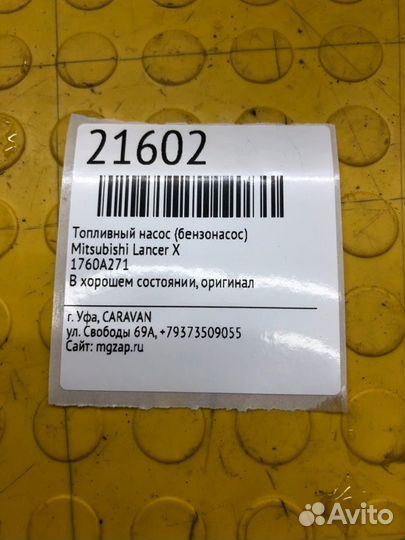 21602
Топливный насос (бензонасос)
Mitsubishi Lancer X
1760A271
В хорошем состоянии, оригинал
г. Уфа, CARAVAN
ул. Свободы 69А, +79373509055
Сайт: mgzap.ru
Avito